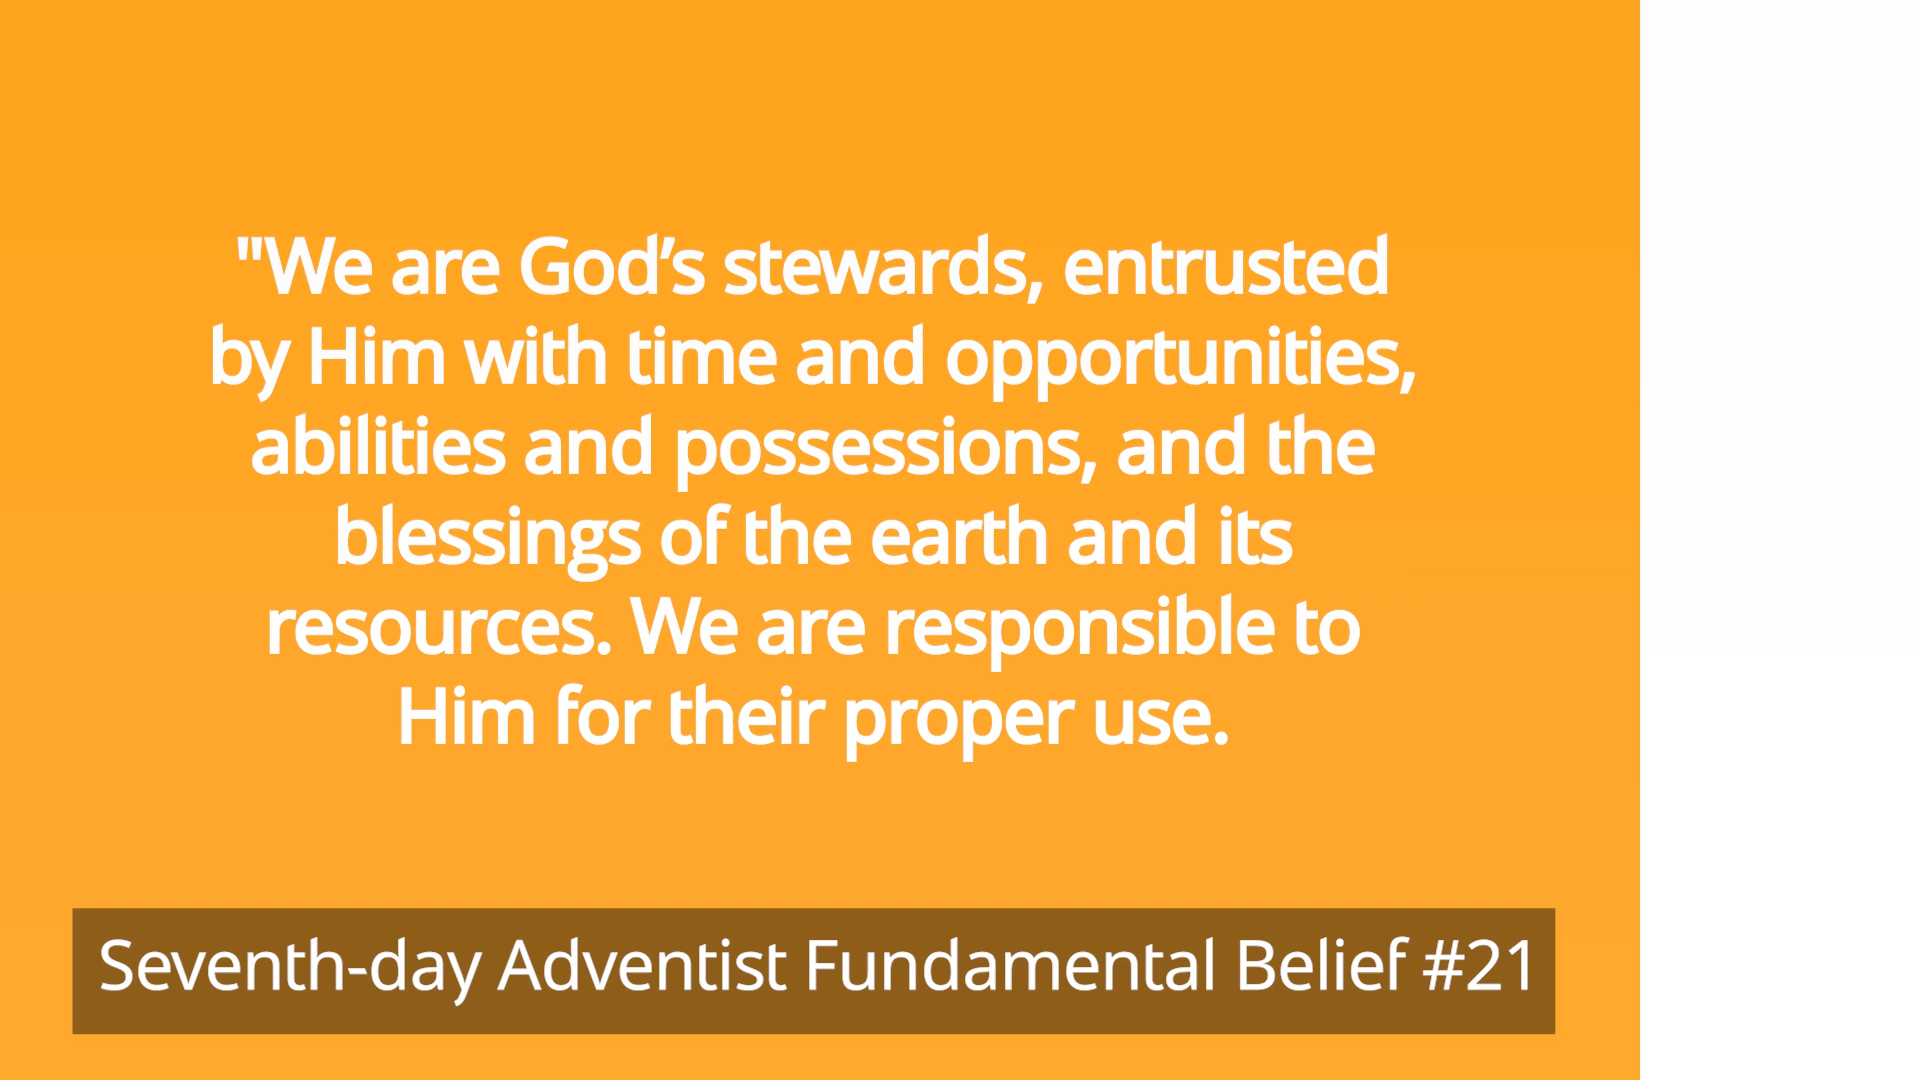 "We are God’s stewards, entrusted
by Him with time and opportunities,
abilities and possessions, and the
blessings of the earth and its
resources. We are responsible to
Him for their proper use.
Seventh-day Adventist Fundamental Belief #21